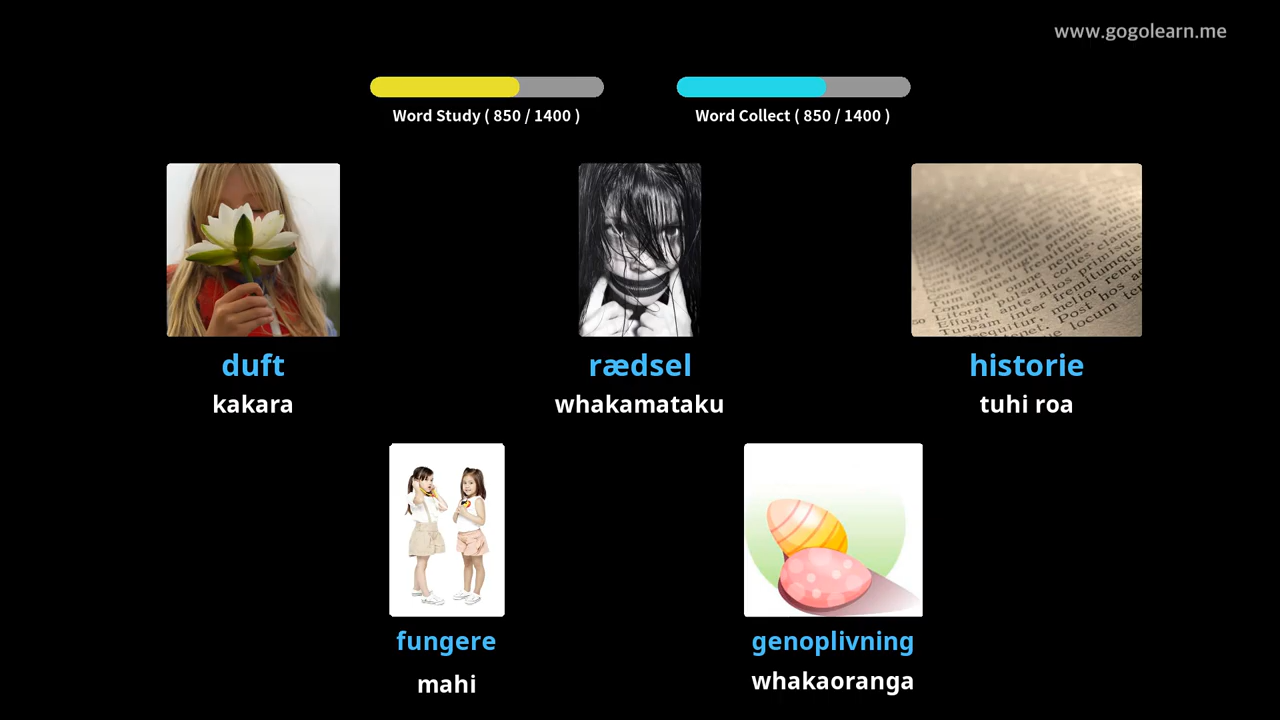 www.gogolearn.me
Word Study ( 850 / 1400 )
Word Collect ( 850 / 1400 )
duft
kakara
rædsel
whakamataku
historie
tuhi roa
fungere
mahi
genoplivning
whakaoranga